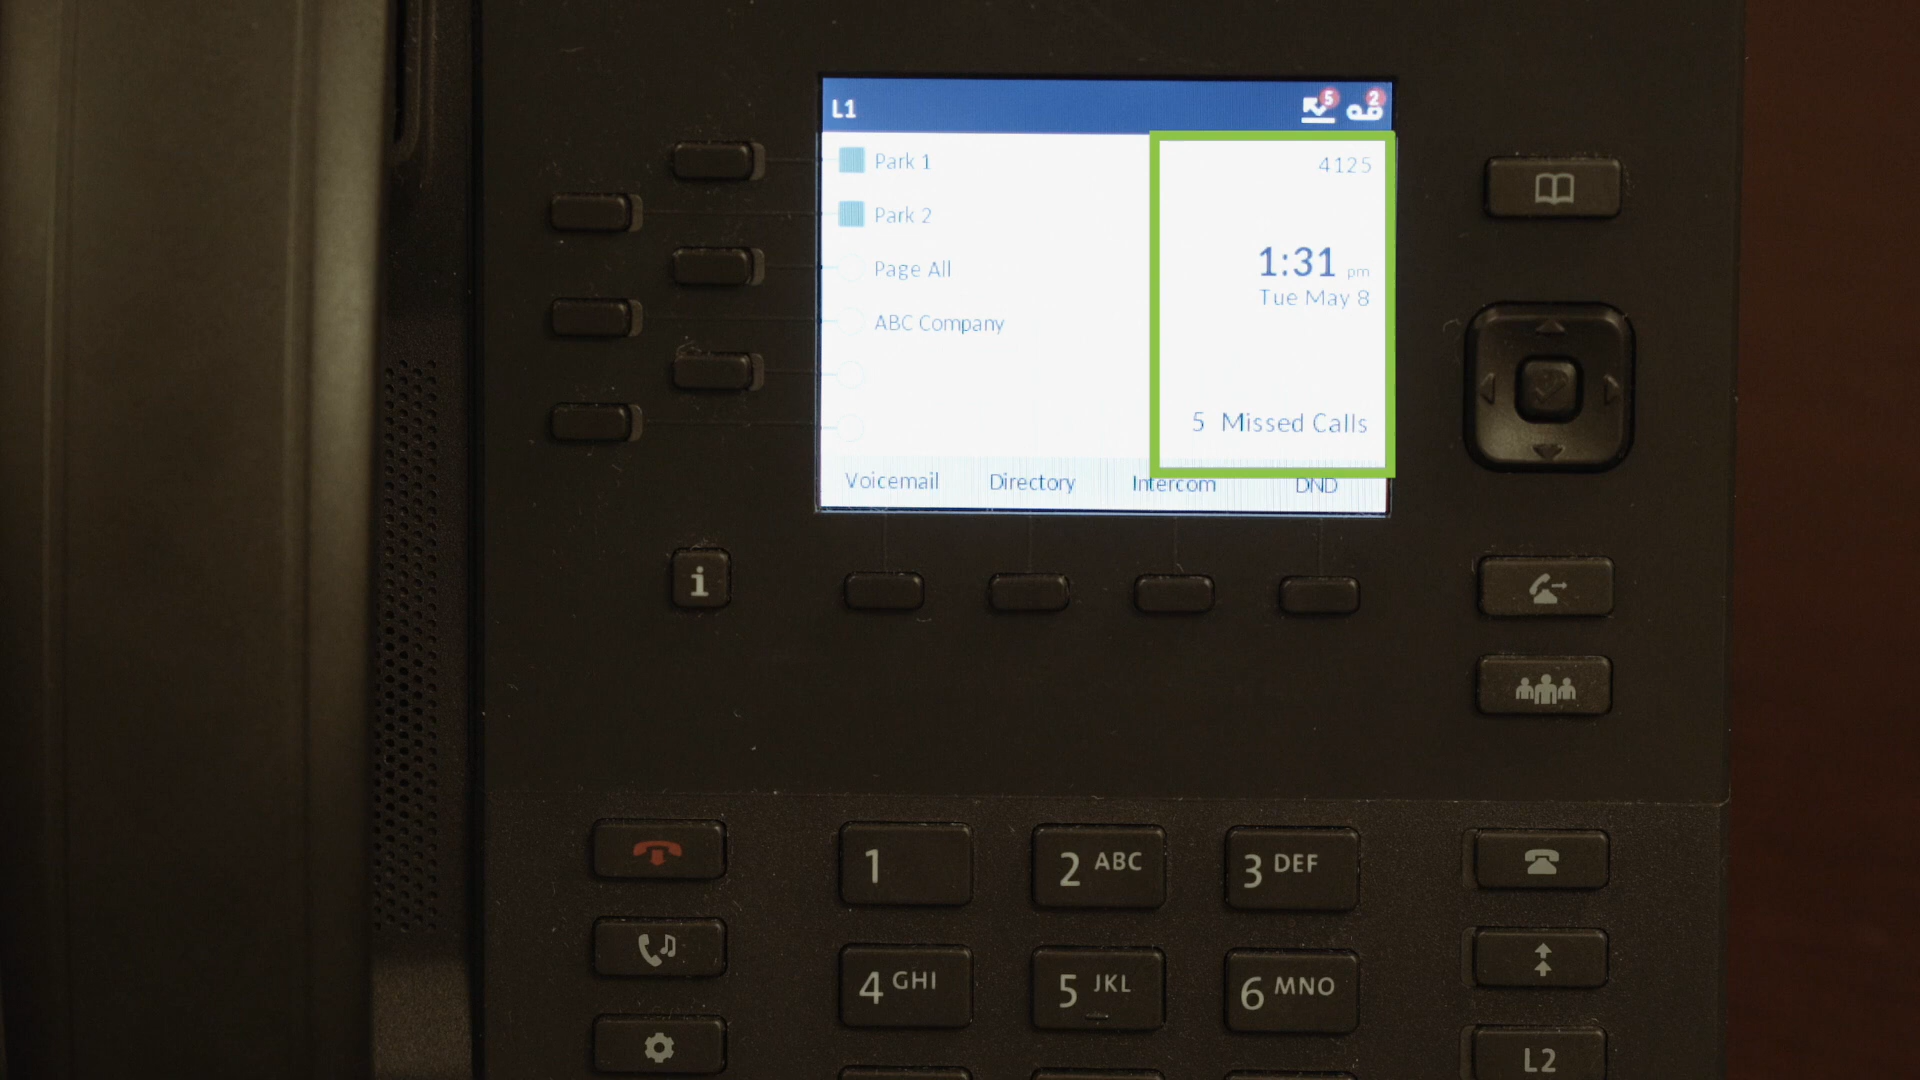 L1
5
2
Park 1
4125
Park 2
1:31 pm
Page All
Tue May 8
ABC Company
5 Missed Calls
Voicemail
Directory
Intercom
DND
i
1
2 ABC
3 DEF
4 GHI
5 JKL
6 MNO
L2